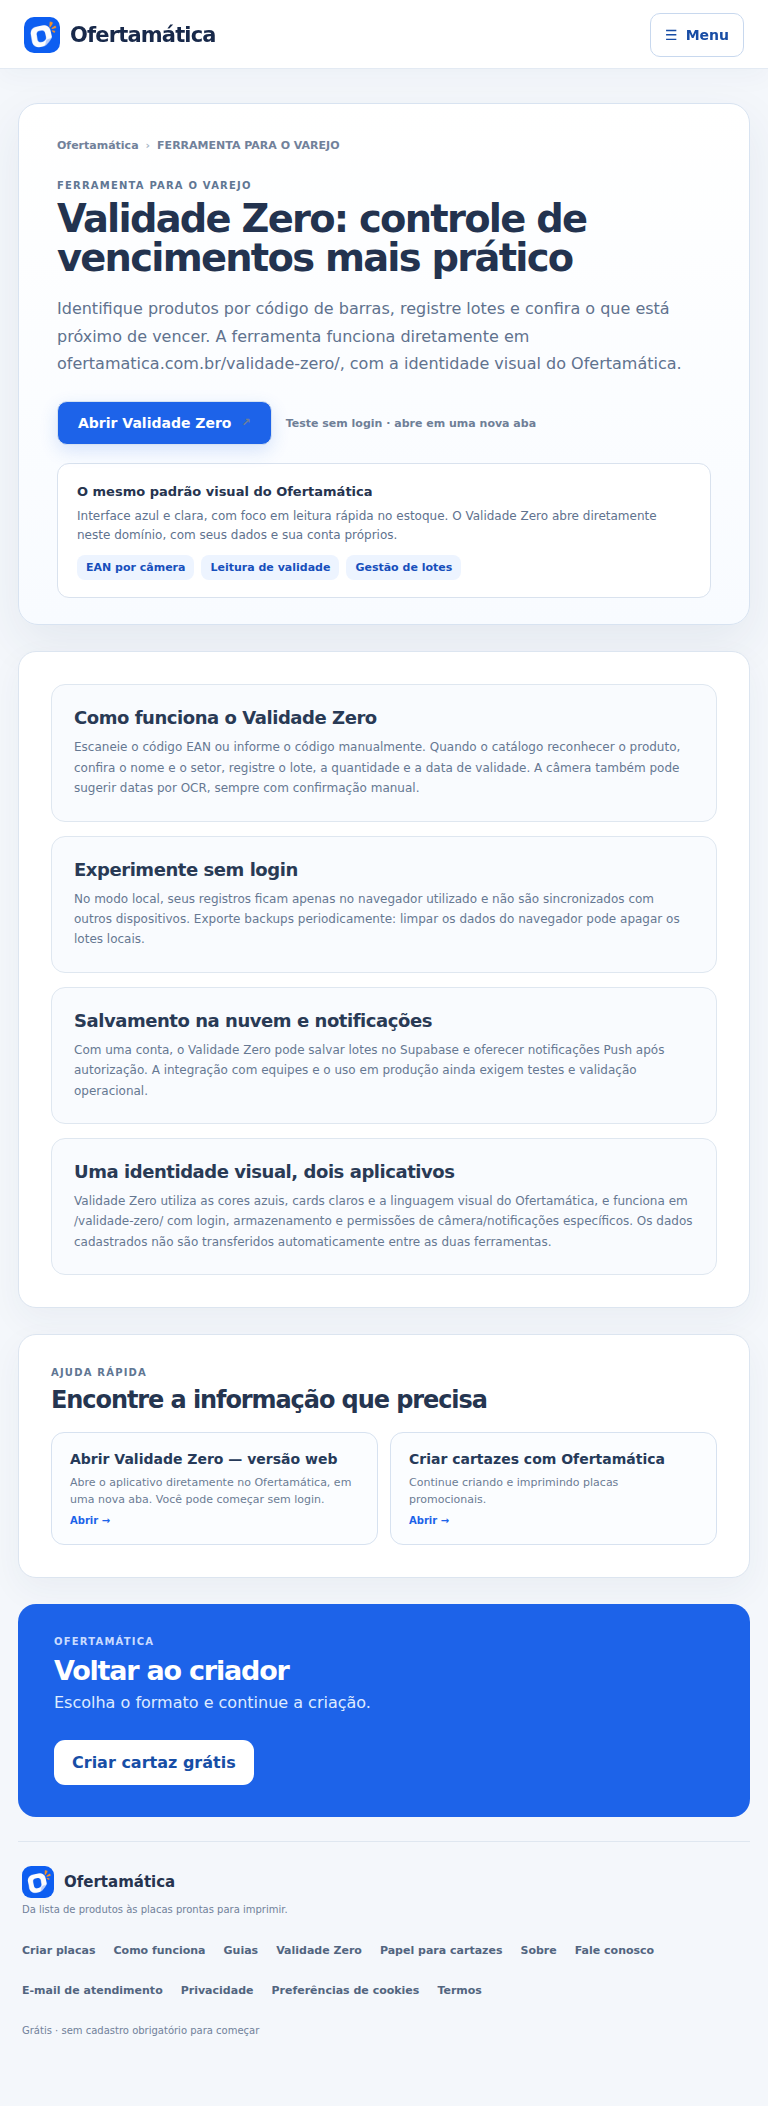 Ofertamática
☰ Menu
Ofertamática › FERRAMENTA PARA O VAREJO
FERRAMENTA PARA O VAREJO
Validade Zero: controle de
vencimentos mais prático
Identifique produtos por código de barras, registre lotes e confira o que está
próximo de vencer. A ferramenta funciona diretamente em
ofertamatica.com.br/validade-zero/, com a identidade visual do Ofertamática.
Abrir Validade Zero ↗ Teste sem login · abre em uma nova aba
O mesmo padrão visual do Ofertamática
Interface azul e clara, com foco em leitura rápida no estoque. O Validade Zero abre diretamente
neste domínio, com seus dados e sua conta próprios.
EAN por câmera Leitura de validade Gestão de lotes
Como funciona o Validade Zero
Escaneie o código EAN ou informe o código manualmente. Quando o catálogo reconhecer o produto,
confira o nome e o setor, registre o lote, a quantidade e a data de validade. A câmera também pode
sugerir datas por OCR, sempre com confirmação manual.
Experimente sem login
No modo local, seus registros ficam apenas no navegador utilizado e não são sincronizados com
outros dispositivos. Exporte backups periodicamente: limpar os dados do navegador pode apagar os
lotes locais.
Salvamento na nuvem e notificações
Com uma conta, o Validade Zero pode salvar lotes no Supabase e oferecer notificações Push após
autorização. A integração com equipes e o uso em produção ainda exigem testes e validação
operacional.
Uma identidade visual, dois aplicativos
Validade Zero utiliza as cores azuis, cards claros e a linguagem visual do Ofertamática, e funciona em
/validade-zero/ com login, armazenamento e permissões de câmera/notificações específicos. Os dados
cadastrados não são transferidos automaticamente entre as duas ferramentas.
AJUDA RÁPIDA
Encontre a informação que precisa
Abrir Validade Zero — versão web
Abre o aplicativo diretamente no Ofertamática, em
uma nova aba. Você pode começar sem login.
Abrir →
Criar cartazes com Ofertamática
Continue criando e imprimindo placas
promocionais.
Abrir →
OFERTAMÁTICA
Voltar ao criador
Escolha o formato e continue a criação.
Criar cartaz grátis
Ofertamática
Da lista de produtos às placas prontas para imprimir.
Criar placas Como funciona Guias Validade Zero Papel para cartazes Sobre Fale conosco
E-mail de atendimento Privacidade Preferências de cookies Termos
Grátis · sem cadastro obrigatório para começar